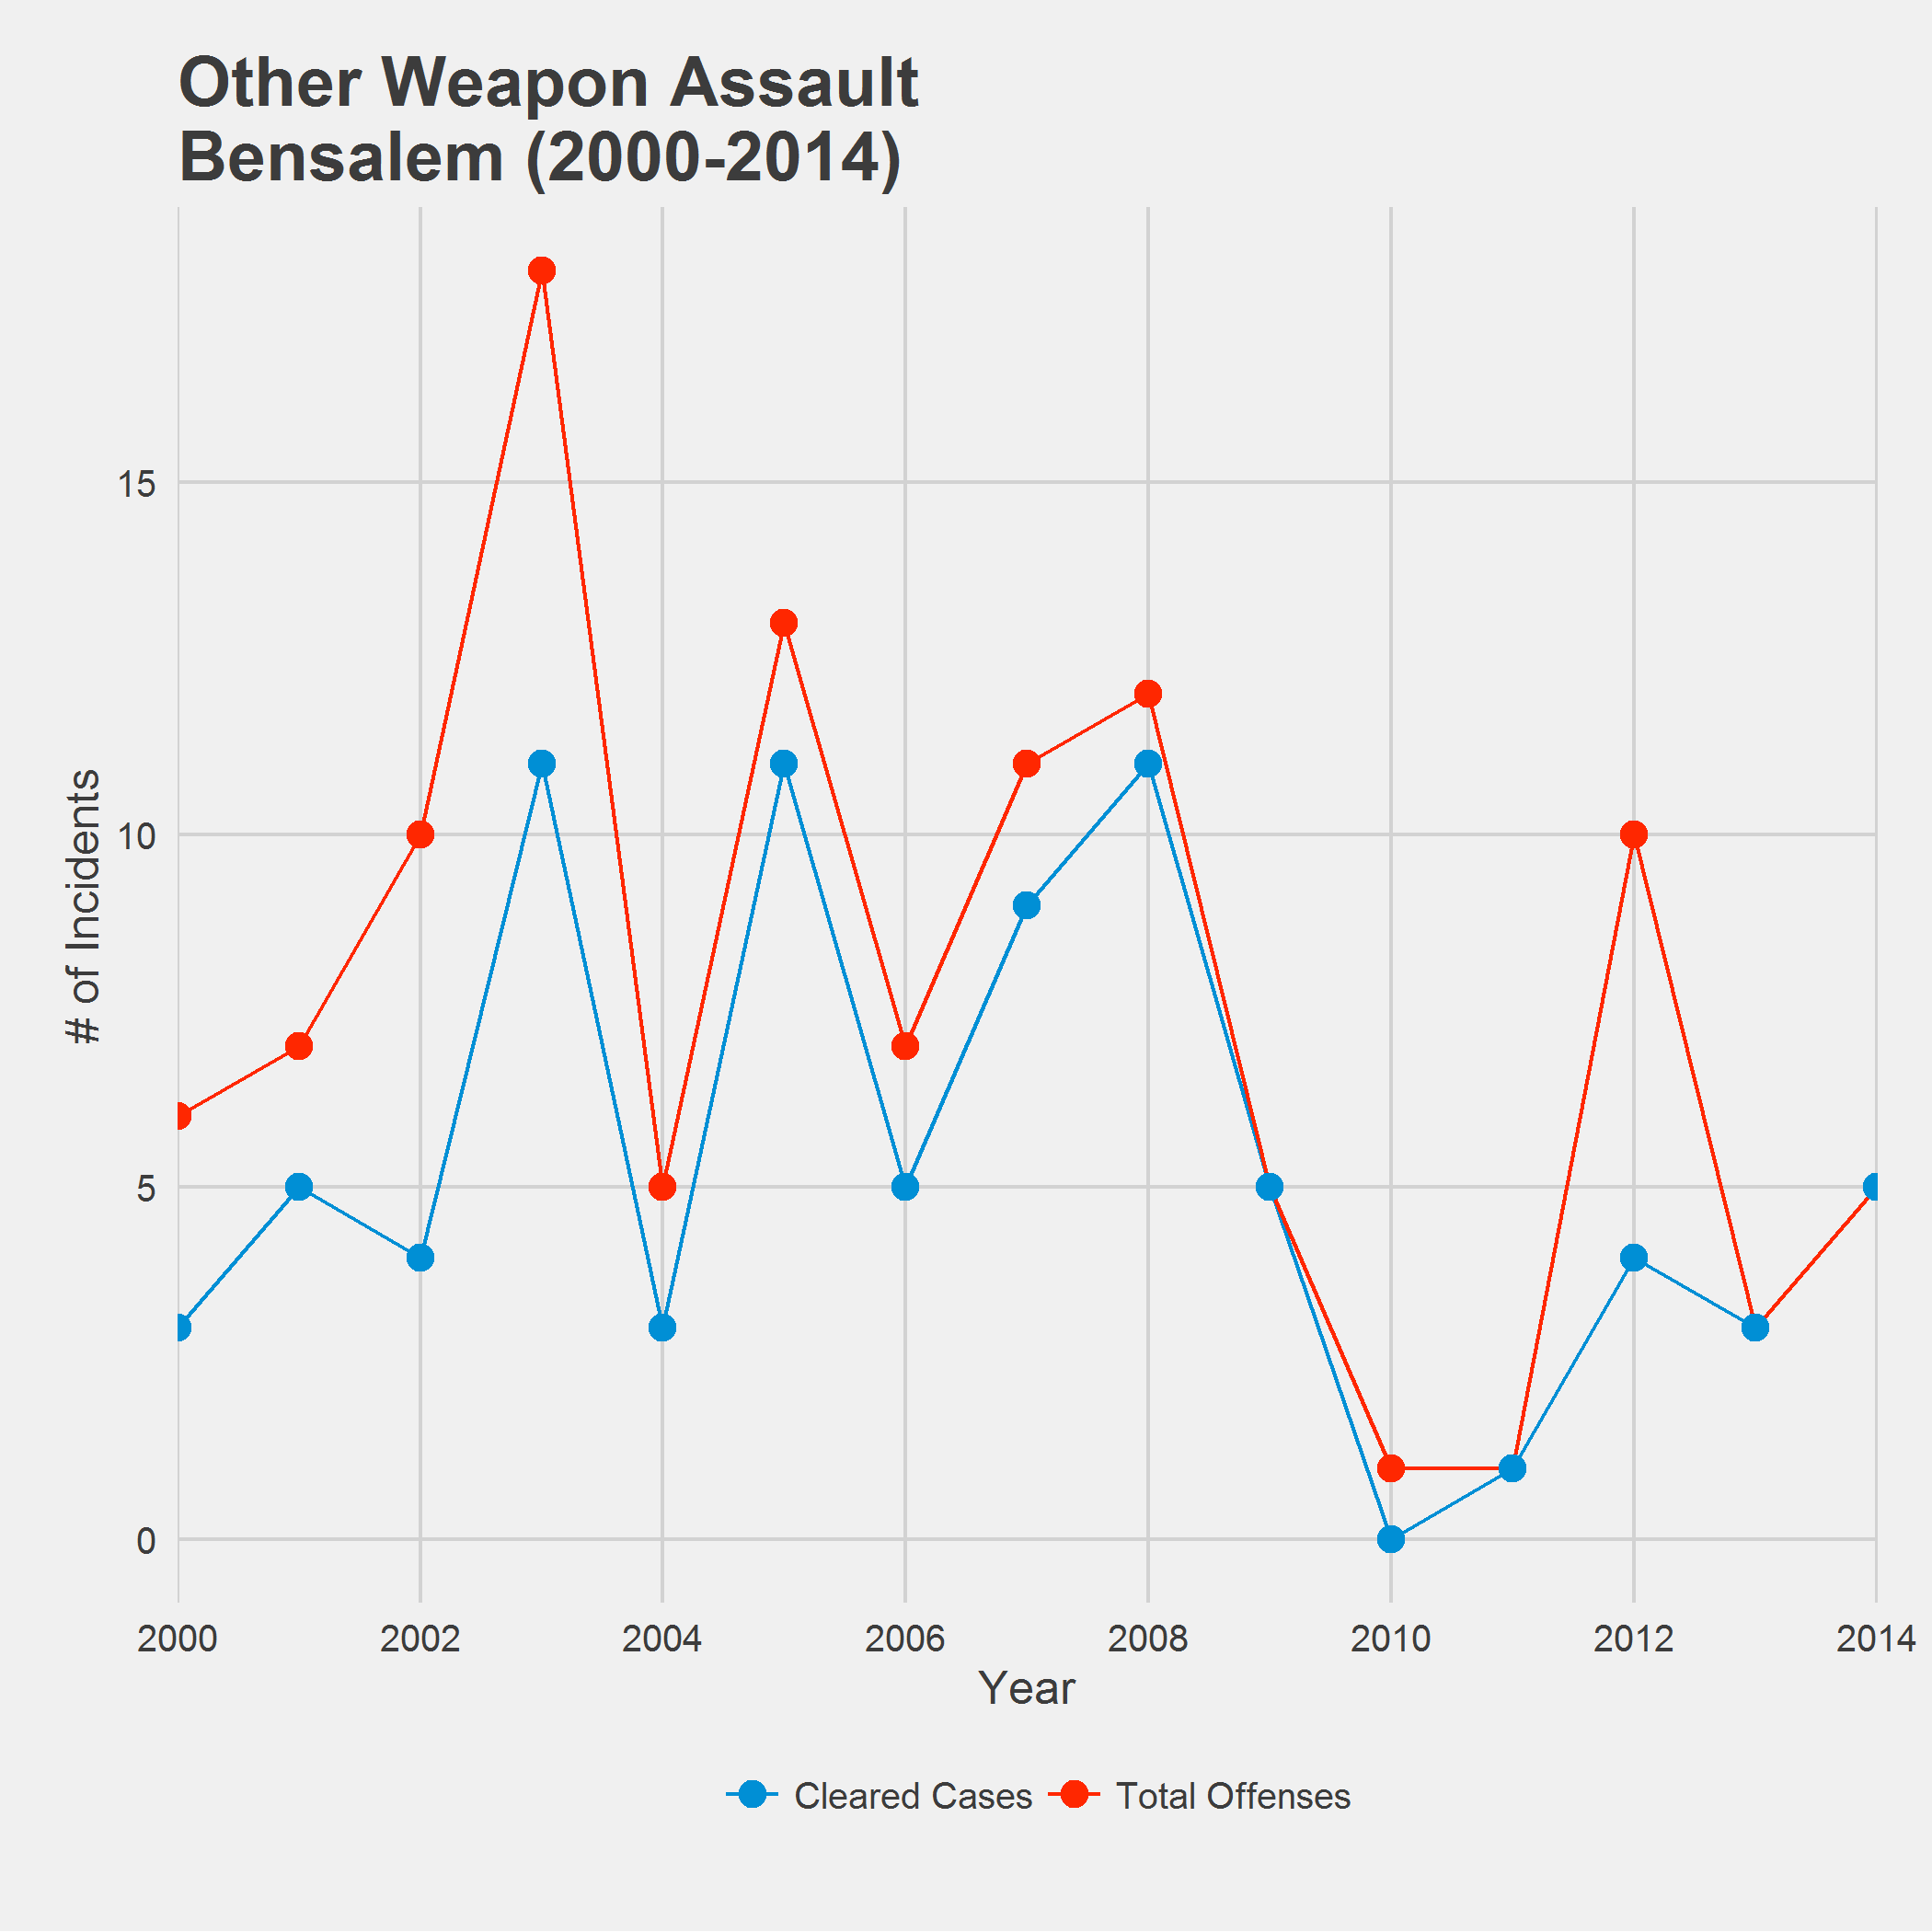 Other Weapon Assault
Bensalem (2000-2014)
# of Incidents
15
10
5
0
2000 2002 2004 2006 2008 2010 2012 2014
Year
Cleared Cases Total Offenses